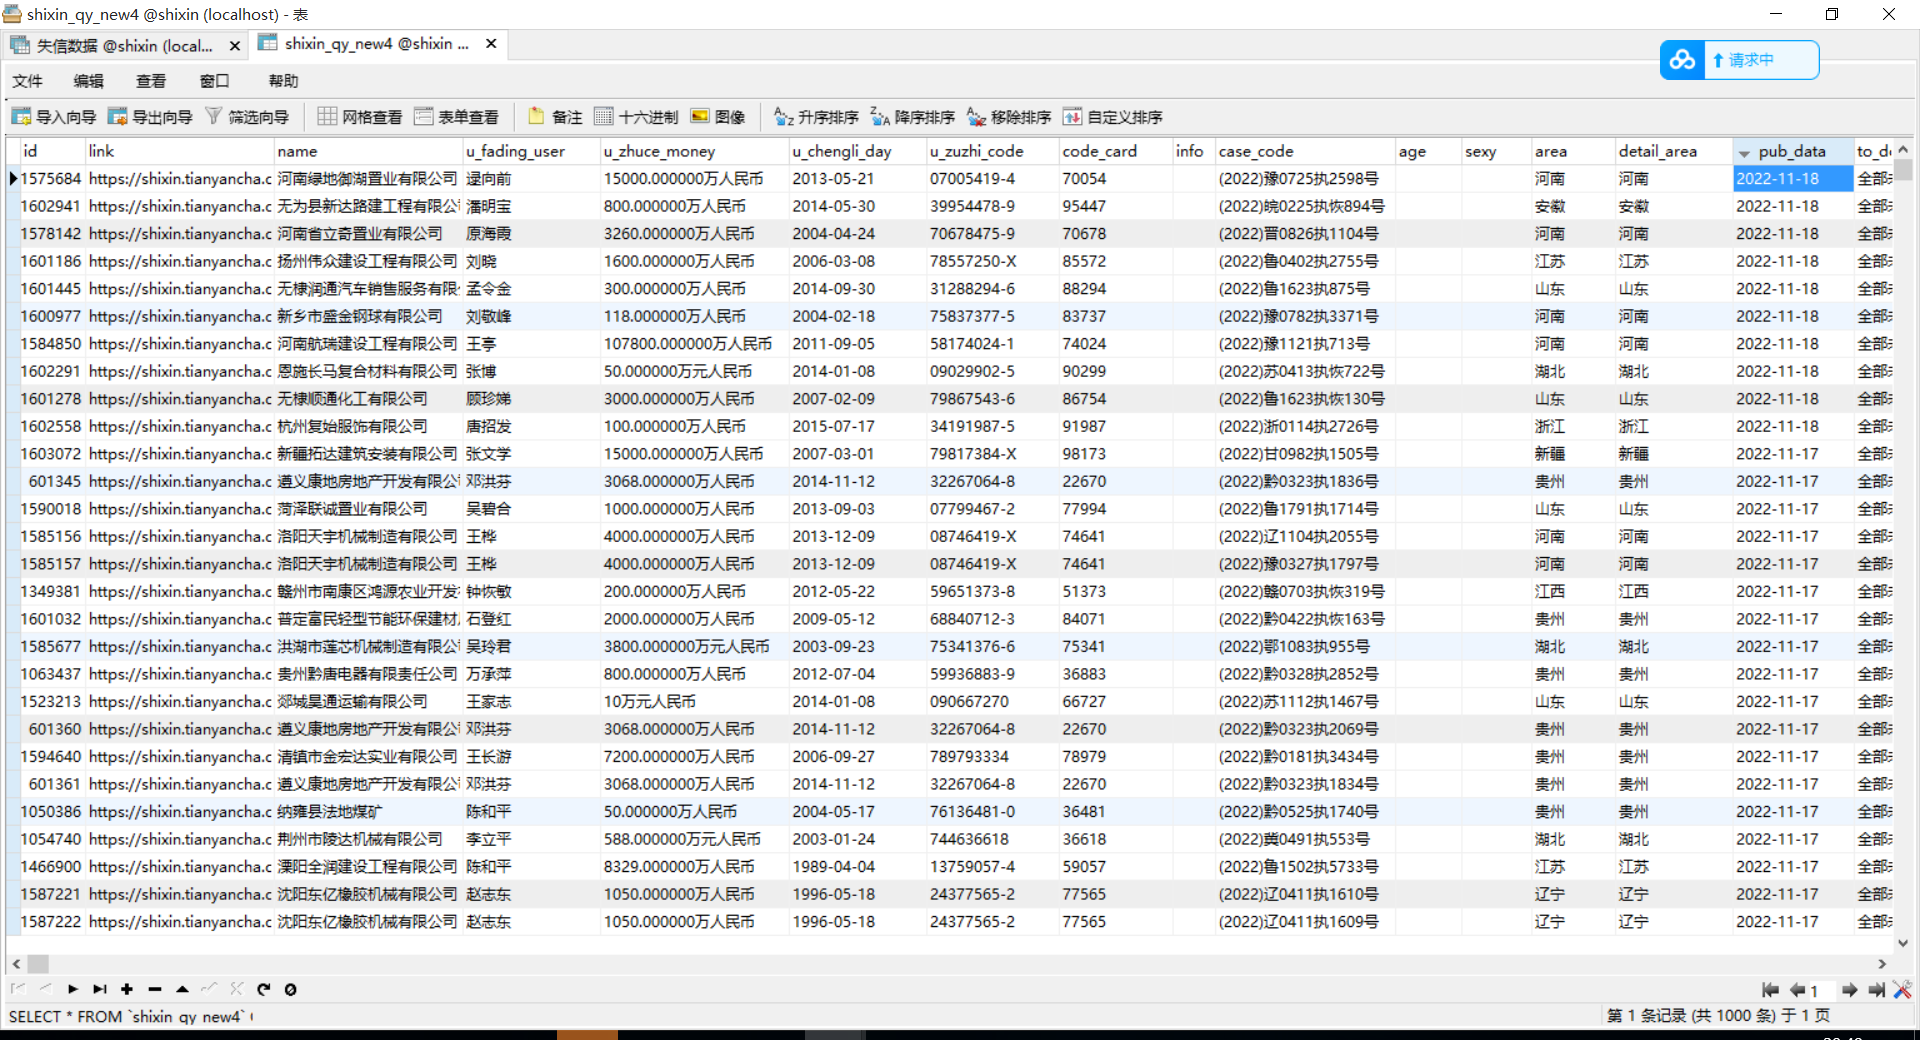 shixin_qy_new4 @shixin (localhost) - 表
失信数据 @shixin (local... shixin_qy_new4 @shixin ...
请求中
文件 编辑 查看 窗口 帮助
导入向导 导出向导 筛选向导 网格查看 表单查看 备注 十六进制 图像 升序排序 降序排序 移除排序 自定义排序
id link name u_fading_user u_zhuce_money u_chengli_day u_zuzhi_code code_card info case_code age sexy area detail_area pub_data to_d
1575684 https://shixin.tianyancha.c 河南绿地御湖置业有限公司 逯向前 15000.000000万人民币 2013-05-21 07005419-4 70054 (2022)豫0725执2598号 河南 河南 2022-11-18 全部
1602941 https://shixin.tianyancha.c 无为县新达路建工程有限公 潘明宝 800.000000万人民币 2014-05-30 39954478-9 95447 (2022)皖0225执恢894号 安徽 安徽 2022-11-18 全部
1578142 https://shixin.tianyancha.c 河南省立奇置业有限公司 原海霞 3260.000000万人民币 2004-04-24 70678475-9 70678 (2022)晋0826执1104号 河南 河南 2022-11-18 全部
1601186 https://shixin.tianyancha.c 扬州伟众建设工程有限公司 刘晓 1600.000000万人民币 2006-03-08 78557250-X 85572 (2022)鲁0402执2755号 江苏 江苏 2022-11-18 全部
1601445 https://shixin.tianyancha.c 无棣润通汽车销售服务有限 孟令金 300.000000万人民币 2014-09-30 31288294-6 88294 (2022)鲁1623执875号 山东 山东 2022-11-18 全部
1600977 https://shixin.tianyancha.c 新乡市盛金钢球有限公司 刘敬峰 118.000000万人民币 2004-02-18 75837377-5 83737 (2022)豫0782执3371号 河南 河南 2022-11-18 全部
1584850 https://shixin.tianyancha.c 河南航瑞建设工程有限公司 王亭 107800.000000万人民币 2011-09-05 58174024-1 74024 (2022)豫1121执713号 河南 河南 2022-11-18 全部
1602291 https://shixin.tianyancha.c 恩施长马复合材料有限公司 张博 50.000000万元人民币 2014-01-08 09029902-5 90299 (2022)苏0413执恢722号 湖北 湖北 2022-11-18 全部
1601278 https://shixin.tianyancha.c 无棣顺通化工有限公司 顾珍娣 3000.000000万人民币 2007-02-09 79867543-6 86754 (2022)鲁1623执恢130号 山东 山东 2022-11-18 全部
1602558 https://shixin.tianyancha.c 杭州复始服饰有限公司 唐招发 100.000000万人民币 2015-07-17 34191987-5 91987 (2022)浙0114执2726号 浙江 浙江 2022-11-18 全部
1603072 https://shixin.tianyancha.c 新疆拓达建筑安装有限公司 张文学 15000.000000万人民币 2007-03-01 79817384-X 98173 (2022)甘0982执1505号 新疆 新疆 2022-11-17 全部
601345 https://shixin.tianyancha.c 遵义康地房地产开发有限公 邓洪芬 3068.000000万人民币 2014-11-12 32267064-8 22670 (2022)黔0323执1836号 贵州 贵州 2022-11-17 全部
1590018 https://shixin.tianyancha.c 菏泽联诚置业有限公司 吴碧合 1000.000000万人民币 2013-09-03 07799467-2 77994 (2022)鲁1791执1714号 山东 山东 2022-11-17 全部
1585156 https://shixin.tianyancha.c 洛阳天宇机械制造有限公司 王桦 4000.000000万人民币 2013-12-09 08746419-X 74641 (2022)辽1104执2055号 河南 河南 2022-11-17 全部
1585157 https://shixin.tianyancha.c 洛阳天宇机械制造有限公司 王桦 4000.000000万人民币 2013-12-09 08746419-X 74641 (2022)豫0327执1797号 河南 河南 2022-11-17 全部
1349381 https://shixin.tianyancha.c 赣州市南康区鸿源农业开发 钟恢敏 200.000000万人民币 2012-05-22 59651373-8 51373 (2022)赣0703执恢319号 江西 江西 2022-11-17 全部
1601032 https://shixin.tianyancha.c 普定富民轻型节能环保建材 石登红 2000.000000万人民币 2009-05-12 68840712-3 84071 (2022)黔0422执恢163号 贵州 贵州 2022-11-17 全部
1585677 https://shixin.tianyancha.c 洪湖市莲芯机械制造有限公 吴玲君 3800.000000万元人民币 2003-09-23 75341376-6 75341 (2022)鄂1083执955号 湖北 湖北 2022-11-17 全部
1063437 https://shixin.tianyancha.c 贵州黔唐电器有限责任公司 万承萍 800.000000万人民币 2012-07-04 59936883-9 36883 (2022)黔0328执2852号 贵州 贵州 2022-11-17 全部
1523213 https://shixin.tianyancha.c 郯城昊通运输有限公司 王家志 10万元人民币 2014-01-08 090667270 66727 (2022)苏1112执1467号 山东 山东 2022-11-17 全部
601360 https://shixin.tianyancha.c 遵义康地房地产开发有限公 邓洪芬 3068.000000万人民币 2014-11-12 32267064-8 22670 (2022)黔0323执2069号 贵州 贵州 2022-11-17 全部
1594640 https://shixin.tianyancha.c 清镇市金宏达实业有限公司 王长游 7200.000000万人民币 2006-09-27 789793334 78979 (2022)黔0181执3434号 贵州 贵州 2022-11-17 全部
601361 https://shixin.tianyancha.c 遵义康地房地产开发有限公 邓洪芬 3068.000000万人民币 2014-11-12 32267064-8 22670 (2022)黔0323执1834号 贵州 贵州 2022-11-17 全部
1050386 https://shixin.tianyancha.c 纳雍县法地煤矿 陈和平 50.000000万人民币 2004-05-17 76136481-0 36481 (2022)黔0525执1740号 贵州 贵州 2022-11-17 全部
1054740 https://shixin.tianyancha.c 荆州市陵达机械有限公司 李立平 588.000000万元人民币 2003-01-24 744636618 36618 (2022)冀0491执553号 湖北 湖北 2022-11-17 全部
1466900 https://shixin.tianyancha.c 溧阳全润建设工程有限公司 陈和平 8329.000000万人民币 1989-04-04 13759057-4 59057 (2022)鲁1502执5733号 江苏 江苏 2022-11-17 全部
1587221 https://shixin.tianyancha.c 沈阳东亿橡胶机械有限公司 赵志东 1050.000000万人民币 1996-05-18 24377565-2 77565 (2022)辽0411执1610号 辽宁 辽宁 2022-11-17 全部
1587222 https://shixin.tianyancha.c 沈阳东亿橡胶机械有限公司 赵志东 1050.000000万人民币 1996-05-18 24377565-2 77565 (2022)辽0411执1609号 辽宁 辽宁 2022-11-17 全部
1
SELECT * FROM `shixin_qy_new4` 第 1 条记录 (共 1000 条) 于 1 页